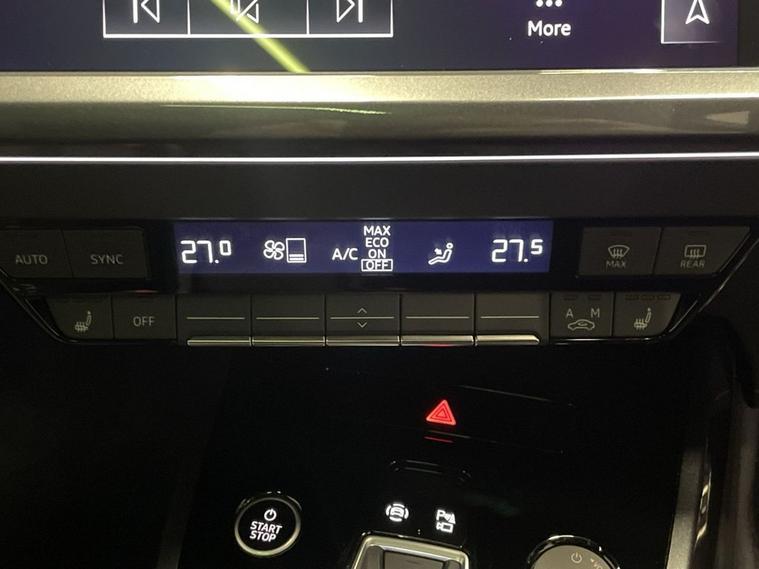 More
AUTO
SYNC
27.0
A/C
MAX
ECO
ON
OFF
27.5
MAX
REAR
OFF
A M
START
STOP